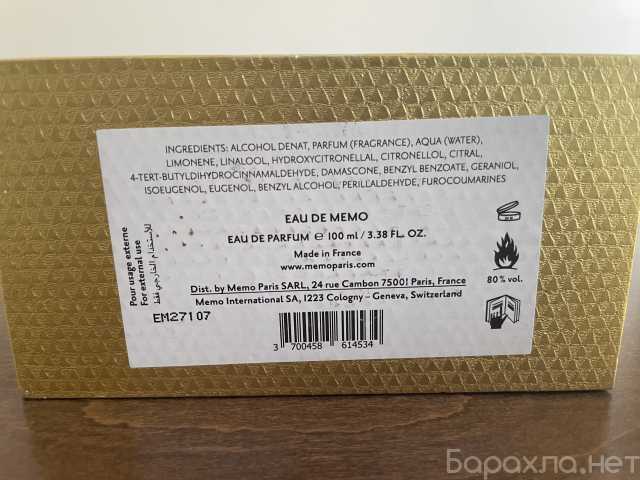 INGREDIENTS: ALCOHOL DENAT, PARFUM (FRAGRANCE), AQUA (WATER),
LIMONENE, LINALOOL, HYDROXYCITRONELLAL, CITRONELLOL, CITRAL,
4-TERT-BUTYLDIHYDROCINNAMALDEHYDE, DAMASCONE, BENZYL BENZOATE, GERANIOL,
ISOEUGENOL, EUGENOL, BENZYL ALCOHOL, PERILLALDEHYDE, FUROCOUMARINES
EAU DE MEMO
EAU DE PARFUM ℮ 100 ml / 3.38 FL. OZ.
Made in France
www.memoparis.com
Dist. by Memo Paris SARL, 24 rue Cambon 75001 Paris, France
Memo International SA, 1223 Cologny – Geneva, Switzerland
Pour usage externe
For external use
للاستخدام الخارجي فقط
EM27107
80% vol.
3 700458 614534
Барахла.нет